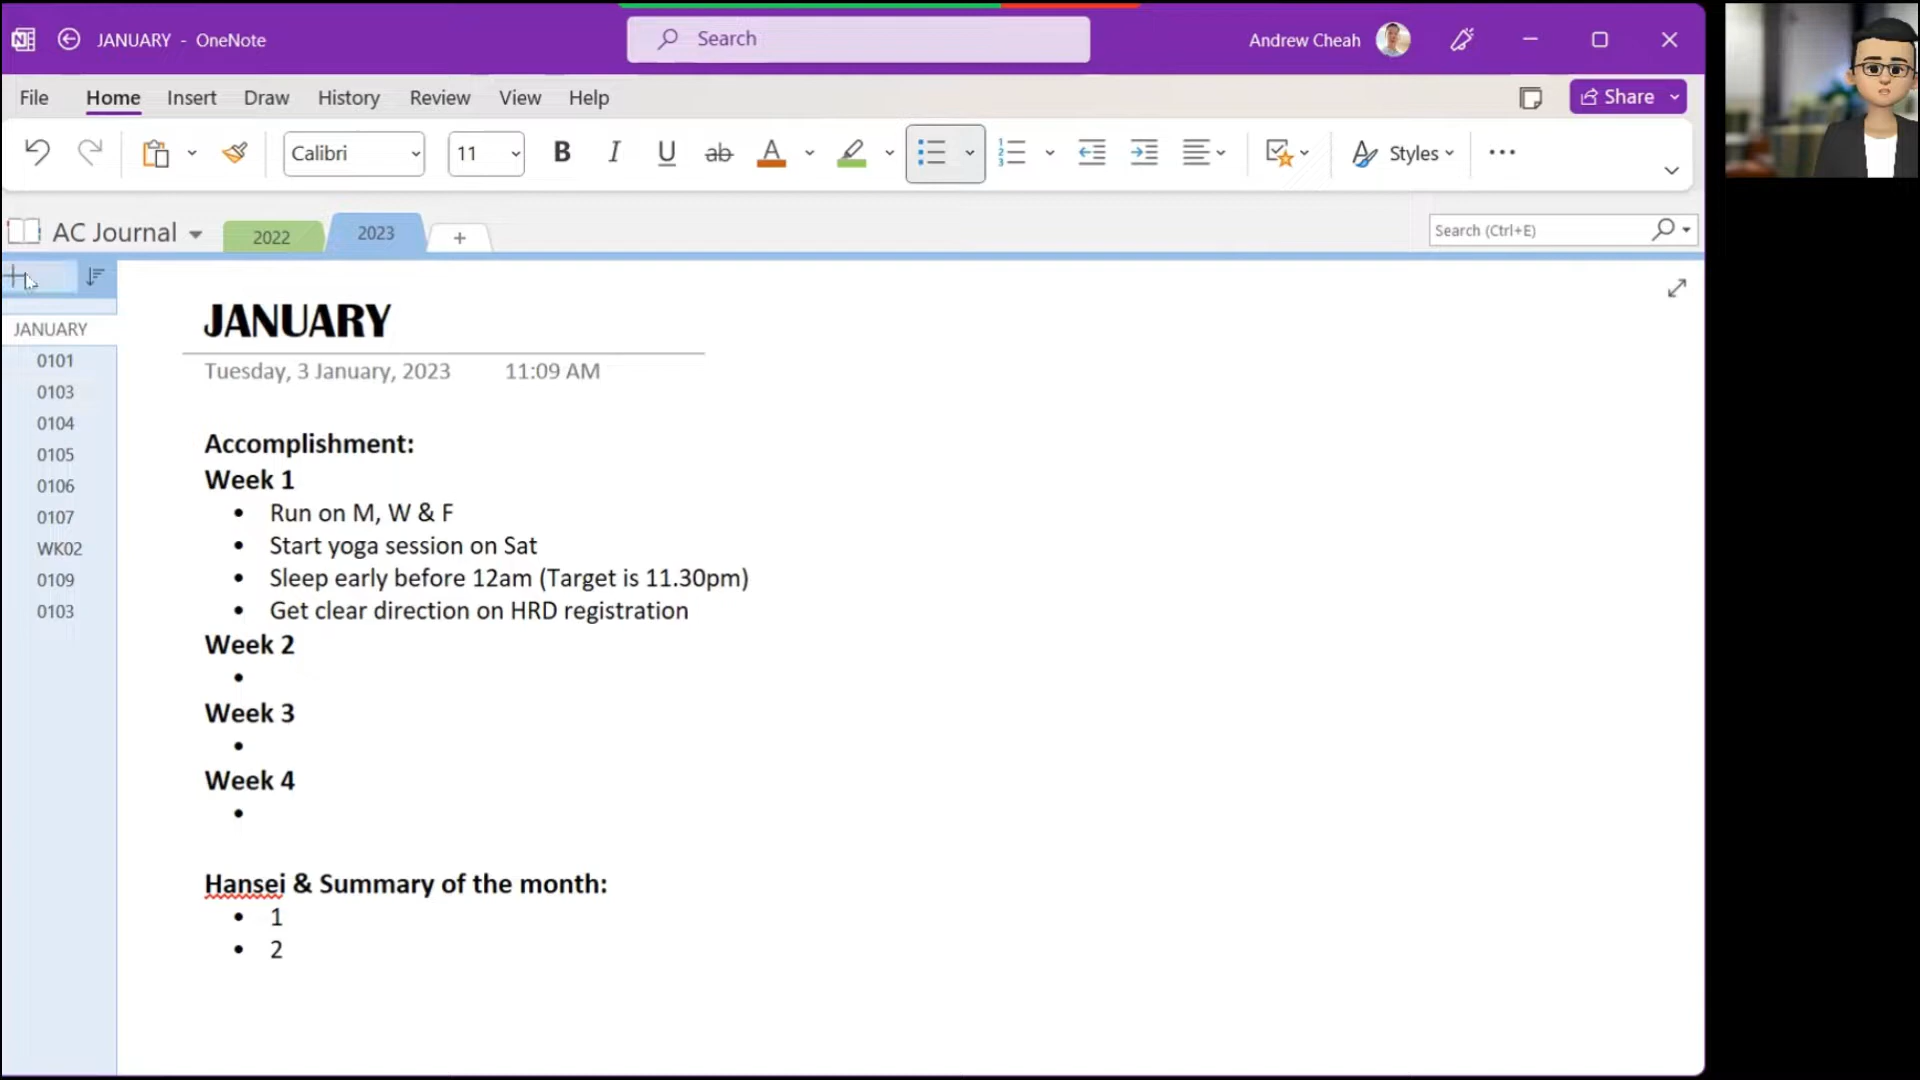 JANUARY - OneNote
Search
Andrew Cheah
File Home Insert Draw History Review View Help
Share
Calibri 11 B I U ab A Styles
AC Journal 2022 2023 +
Search (Ctrl+E)
JANUARY
0101
0103
0104
0105
0106
0107
WK02
0109
0103
JANUARY
Tuesday, 3 January, 2023 11:09 AM
Accomplishment:
Week 1
• Run on M, W & F
• Start yoga session on Sat
• Sleep early before 12am (Target is 11.30pm)
• Get clear direction on HRD registration
Week 2
•
Week 3
•
Week 4
•
Hansei & Summary of the month:
• 1
• 2